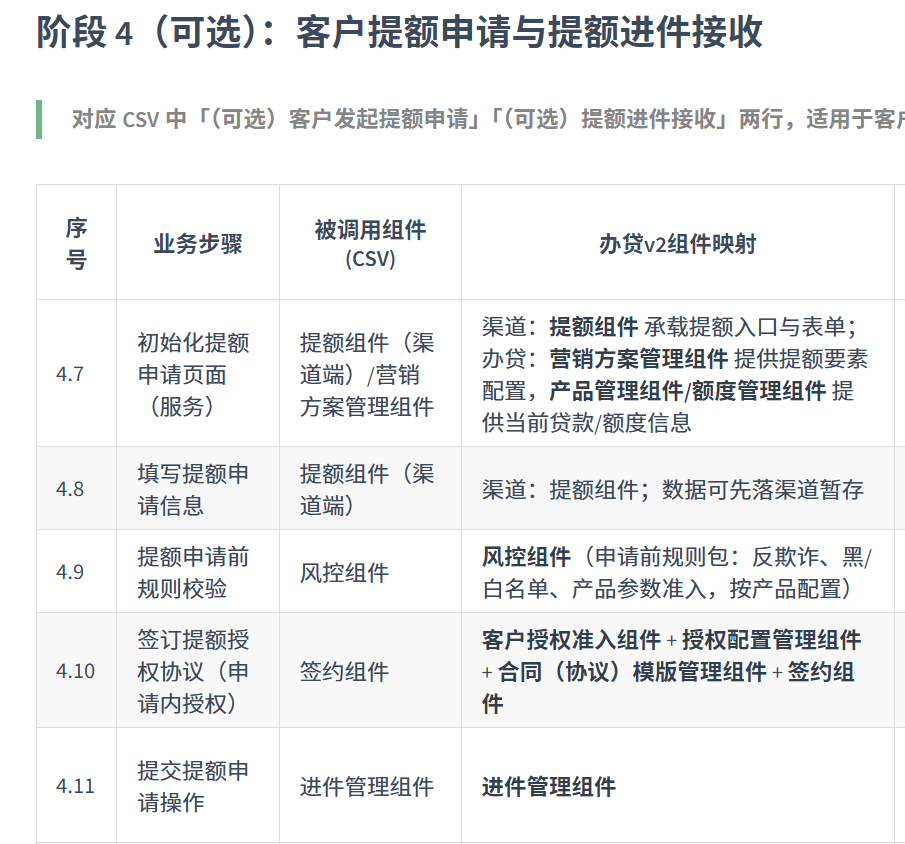 阶段 4（可选）：客户提额申请与提额进件接收
对应 CSV 中「（可选）客户发起提额申请」「（可选）提额进件接收」两行，适用于客
序
号
业务步骤
被调用组件
(CSV)
办贷v2组件映射
4.7
初始化提额
申请页面
（服务）
提额组件（渠
道端）/营销
方案管理组件
渠道：提额组件 承载提额入口与表单；
办贷：营销方案管理组件 提供提额要素
配置，产品管理组件/额度管理组件 提
供当前贷款/额度信息
4.8
填写提额申
请信息
提额组件（渠
道端）
渠道：提额组件；数据可先落渠道暂存
4.9
提额申请前
规则校验
风控组件
风控组件（申请前规则包：反欺诈、黑/
白名单、产品参数准入，按产品配置）
4.10
签订提额授
权协议（申
请内授权）
签约组件
客户授权准入组件 + 授权配置管理组件
+ 合同（协议）模版管理组件 + 签约组
件
4.11
提交提额申
请操作
进件管理组件
进件管理组件